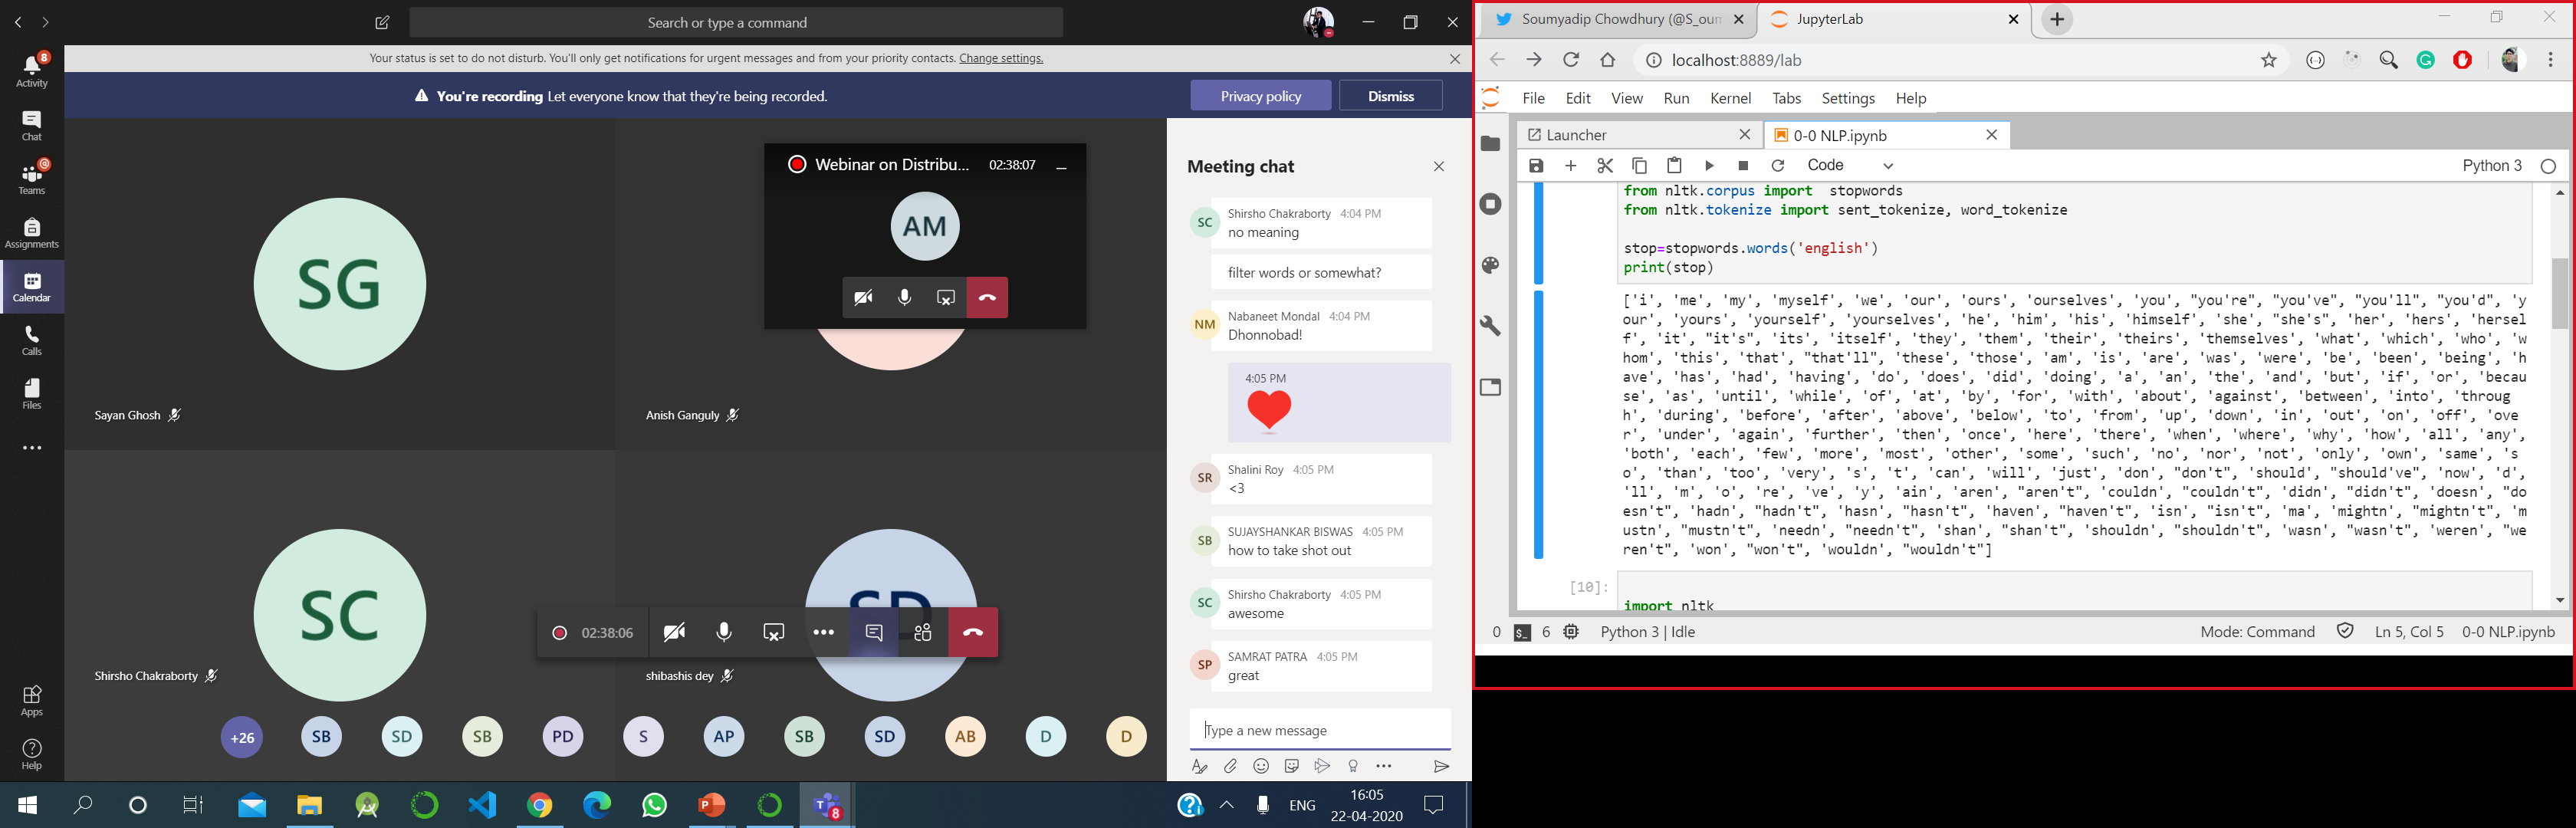 Search or type a command
Your status is set to do not disturb. You'll only get notifications for urgent messages and from your priority contacts. Change settings.
You're recording Let everyone know that they're being recorded.
Privacy policy
Dismiss
8
Activity
Chat
@
Teams
Assignments
Calendar
Calls
Files
Apps
Help
SG
Sayan Ghosh
Anish Ganguly
Webinar on Distribu...
02:38:07
AM
SC
Shirsho Chakraborty
SD
shibashis dey
02:38:06
+26
SB
SD
SB
PD
S
AP
SB
SD
AB
D
D
Meeting chat
SC
Shirsho Chakraborty 4:04 PM
no meaning
filter words or somewhat?
NM
Nabaneet Mondal 4:04 PM
Dhonnobad!
4:05 PM
SR
Shalini Roy 4:05 PM
<3
SB
SUJAYSHANKAR BISWAS 4:05 PM
how to take shot out
SC
Shirsho Chakraborty 4:05 PM
awesome
SP
SAMRAT PATRA 4:05 PM
great
Type a new message
8
ENG
16:05
22-04-2020
Soumyadip Chowdhury (@S_oum
JupyterLab
localhost:8889/lab
File Edit View Run Kernel Tabs Settings Help
Launcher
0-0 NLP.ipynb
Code
Python 3
from nltk.corpus import  stopwords
from nltk.tokenize import sent_tokenize, word_tokenize
stop=stopwords.words('english')
print(stop)
['i', 'me', 'my', 'myself', 'we', 'our', 'ours', 'ourselves', 'you', "you're", "you've", "you'll", "you'd", 'y
our', 'yours', 'yourself', 'yourselves', 'he', 'him', 'his', 'himself', 'she', "she's", 'her', 'hers', 'hersel
f', 'it', "it's", 'its', 'itself', 'they', 'them', 'their', 'theirs', 'themselves', 'what', 'which', 'who', 'w
hom', 'this', 'that', "that'll", 'these', 'those', 'am', 'is', 'are', 'was', 'were', 'be', 'been', 'being', 'h
ave', 'has', 'had', 'having', 'do', 'does', 'did', 'doing', 'a', 'an', 'the', 'and', 'but', 'if', 'or', 'becau
se', 'as', 'until', 'while', 'of', 'at', 'by', 'for', 'with', 'about', 'against', 'between', 'into', 'throug
h', 'during', 'before', 'after', 'above', 'below', 'to', 'from', 'up', 'down', 'in', 'out', 'on', 'off', 'ove
r', 'under', 'again', 'further', 'then', 'once', 'here', 'there', 'when', 'where', 'why', 'how', 'all', 'any',
'both', 'each', 'few', 'more', 'most', 'other', 'some', 'such', 'no', 'nor', 'not', 'only', 'own', 'same', 's
o', 'than', 'too', 'very', 's', 't', 'can', 'will', 'just', 'don', "don't", 'should', "should've", 'now', 'd',
'll', 'm', 'o', 're', 've', 'y', 'ain', 'aren', "aren't", 'couldn', "couldn't", 'didn', "didn't", 'doesn', "do
esn't", 'hadn', "hadn't", 'hasn', "hasn't", 'haven', "haven't", 'isn', "isn't", 'ma', 'mightn', "mightn't", 'm
ustn', "mustn't", 'needn', "needn't", 'shan', "shan't", 'shouldn', "shouldn't", 'wasn', "wasn't", 'weren', "we
ren't", 'won', "won't", 'wouldn', "wouldn't"]
[10]:
import nltk
0
6
Python 3 | Idle
Mode: Command
Ln 5, Col 5
0-0 NLP.ipynb